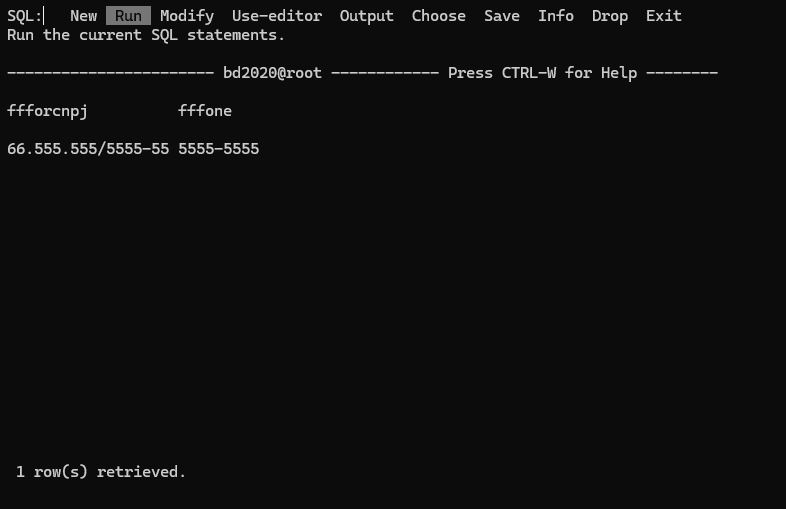 SQL:   New  Run  Modify  Use-editor  Output  Choose  Save  Info  Drop  Exit
Run the current SQL statements.
----------------------- bd2020@root ------------ Press CTRL-W for Help --------
ffforcnpj          fffone
66.555.555/5555-55 5555-5555
1 row(s) retrieved.